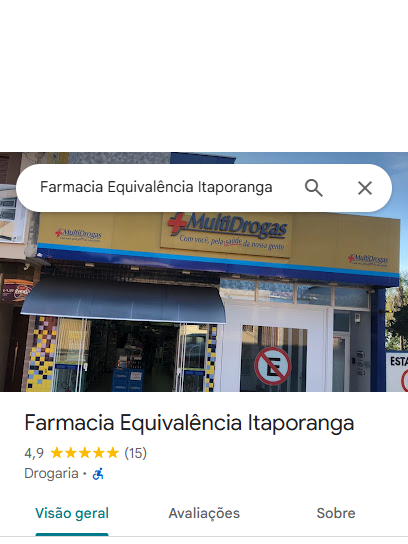 Farmacia Equivalência Itaporanga
MultiDrogas
Com você, pela saúde da nossa gente
MultiDrogas
MultiDrogas
E
ESTA
Farmacia Equivalência Itaporanga
4,9 ★★★★★ (15)
Drogaria ·
Visão geral
Avaliações
Sobre